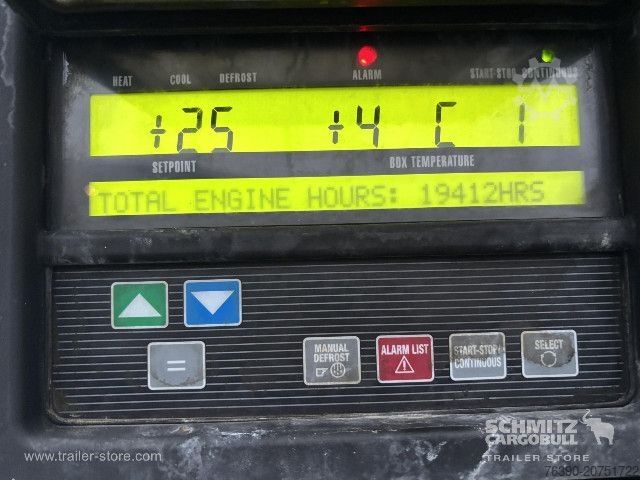 HEAT COOL DEFROST ALARM START-STOP CONTINUOUS
+25 +4 C 1
SETPOINT BOX TEMPERATURE
TOTAL ENGINE HOURS: 19412HRS
=
MANUAL DEFROST
ALARM LIST
START-STOP/ CONTINUOUS
SELECT
SCHMITZ
CARGOBULL
www.trailer-store.com
TRAILER STORE
76390-20751722